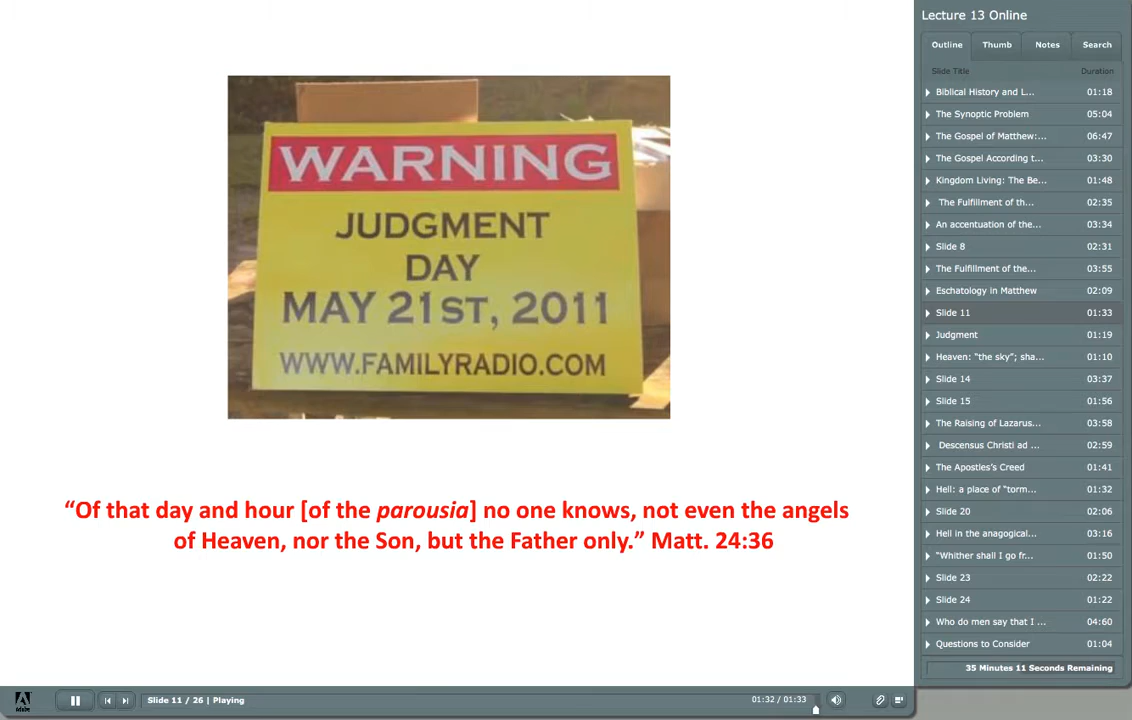 Lecture 13 Online
Outline Thumb Notes Search
Slide Title Duration
Biblical History and L... 01:18
The Synoptic Problem 05:04
The Gospel of Matthew:... 06:47
The Gospel According t... 03:30
Kingdom Living: The Be... 01:48
The Fulfillment of th... 02:35
An accentuation of the... 03:34
Slide 8 02:31
The Fulfillment of the... 03:55
Eschatology in Matthew 02:09
Slide 11 01:33
Judgment 01:19
Heaven: “the sky”; sha... 01:10
Slide 14 03:37
Slide 15 01:56
The Raising of Lazarus... 03:58
Descensus Christi ad ... 02:59
The Apostles’s Creed 01:41
Hell: a place of “torm... 01:32
Slide 20 02:06
Hell in the anagogical... 03:16
“Whither shall I go fr... 01:50
Slide 23 02:22
Slide 24 01:22
Who do men say that I ... 04:60
Questions to Consider 01:04
35 Minutes 11 Seconds Remaining
WARNING
JUDGMENT
DAY
MAY 21ST, 2011
WWW.FAMILYRADIO.COM
“Of that day and hour [of the parousia] no one knows, not even the angels
of Heaven, nor the Son, but the Father only.” Matt. 24:36
Slide 11 / 26 | Playing
01:32 / 01:33